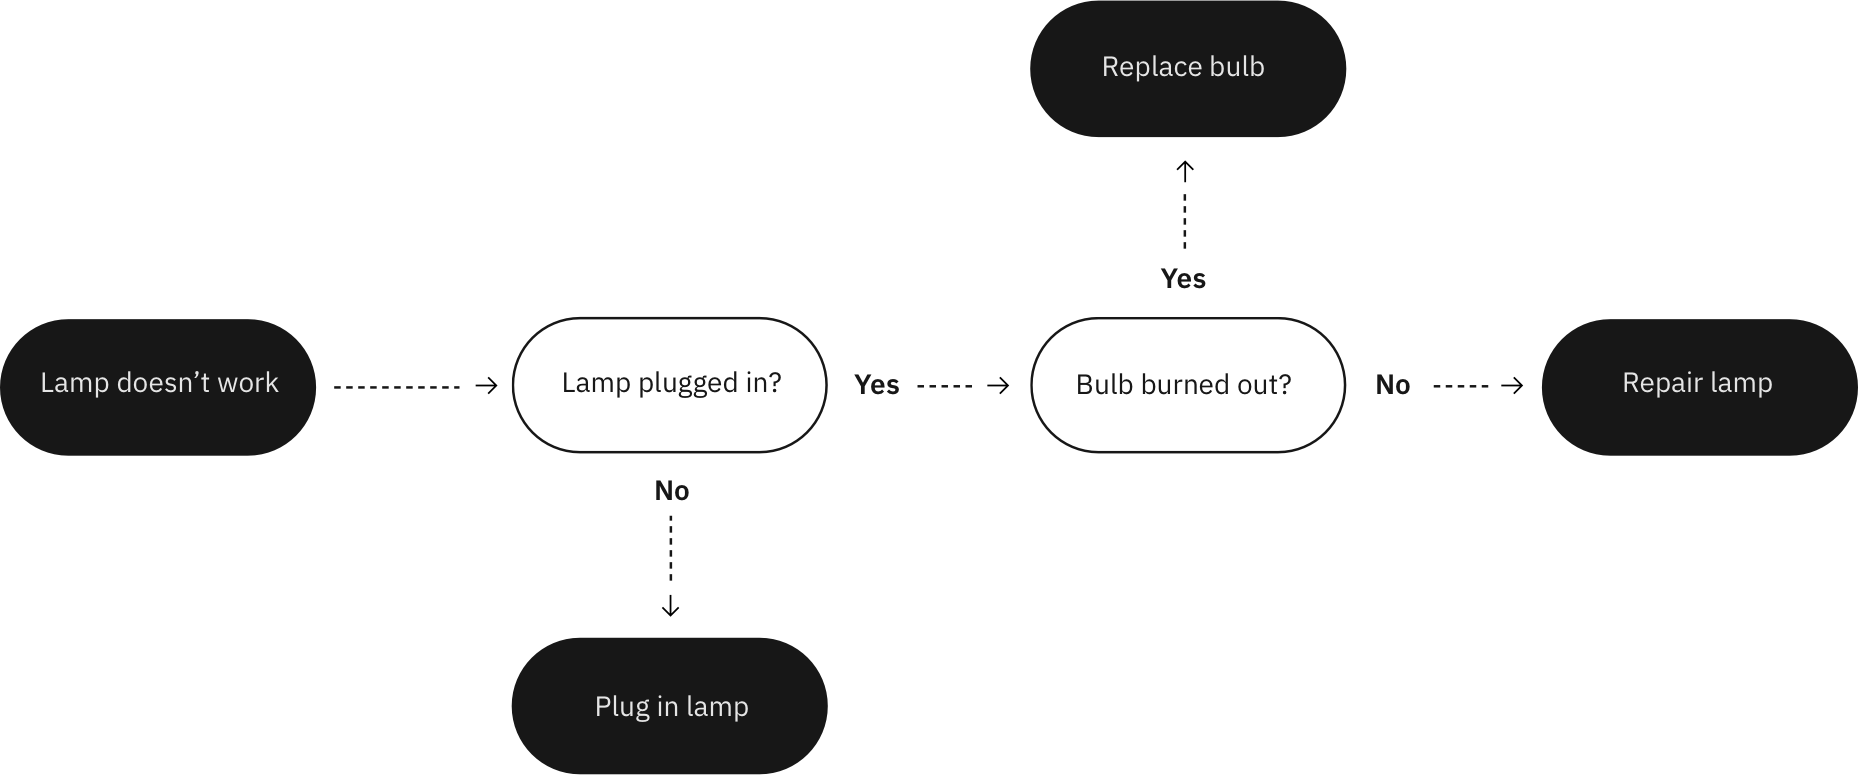 Replace bulb
Yes
Lamp doesn’t work
Lamp plugged in?
Yes
Bulb burned out?
No
Repair lamp
No
Plug in lamp